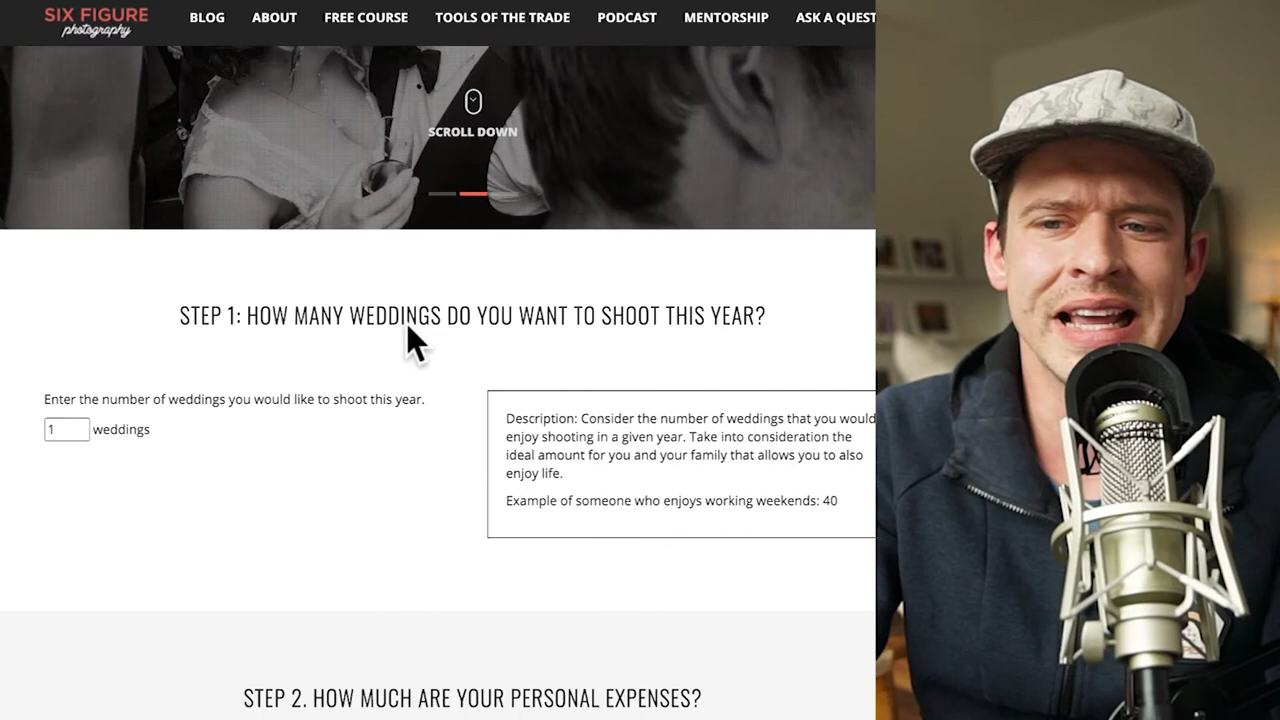 SIX FIGURE
photography
BLOG
ABOUT
FREE COURSE
TOOLS OF THE TRADE
PODCAST
MENTORSHIP
ASK A QUEST
SCROLL DOWN
STEP 1: HOW MANY WEDDINGS DO YOU WANT TO SHOOT THIS YEAR?
Enter the number of weddings you would like to shoot this year.
1 weddings
Description: Consider the number of weddings that you would
enjoy shooting in a given year. Take into consideration the
ideal amount for you and your family that allows you to also
enjoy life.
Example of someone who enjoys working weekends: 40
STEP 2. HOW MUCH ARE YOUR PERSONAL EXPENSES?